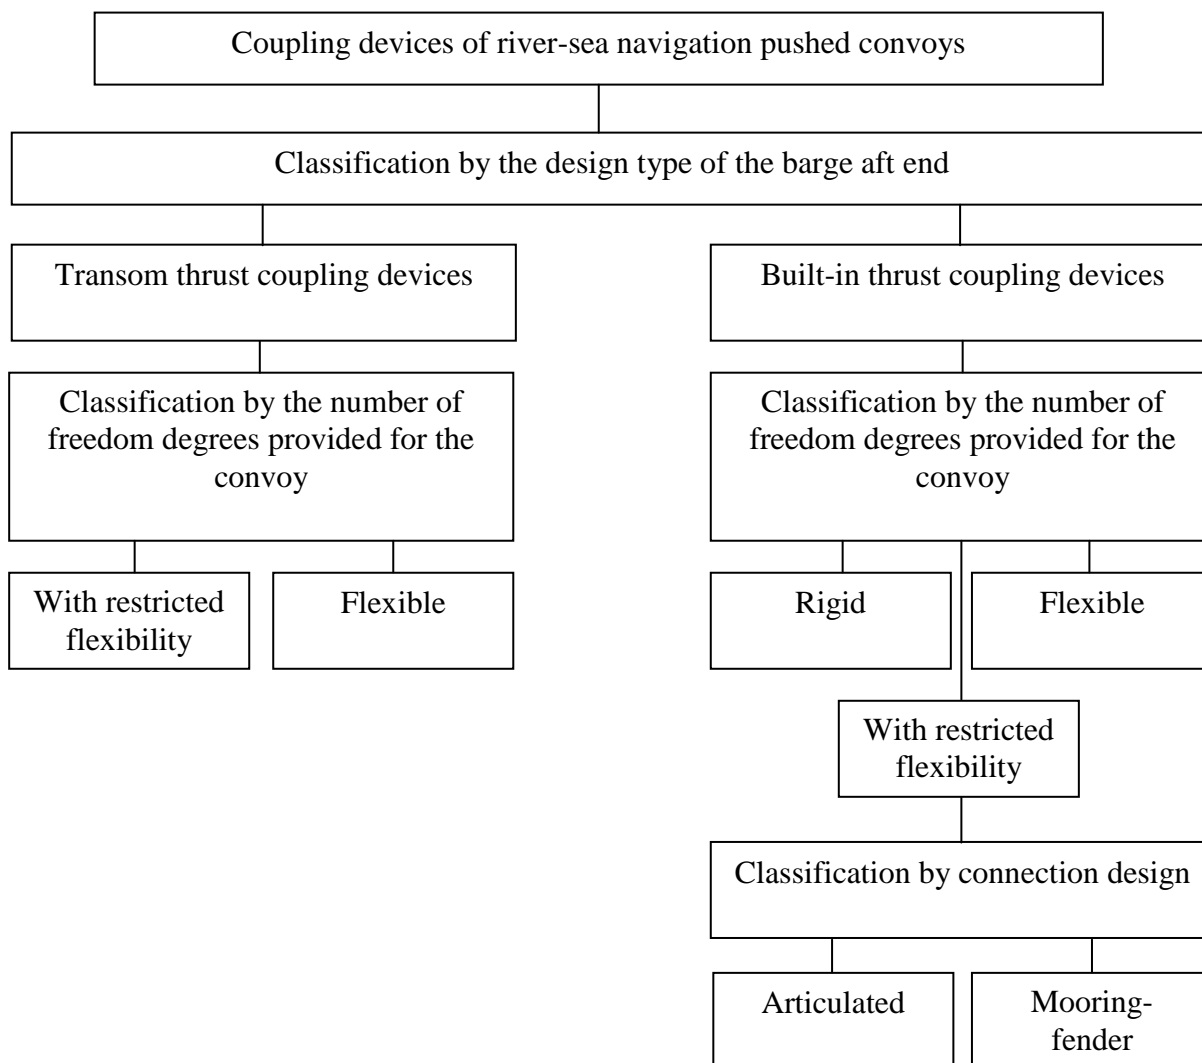 Coupling devices of river-sea navigation pushed convoys
Classification by the design type of the barge aft end
Transom thrust coupling devices
Built-in thrust coupling devices
Classification by the number of
freedom degrees provided for the
convoy
Classification by the number of
freedom degrees provided for the
convoy
With restricted
flexibility
Flexible
Rigid
Flexible
With restricted
flexibility
Classification by connection design
Articulated
Mooring-
fender